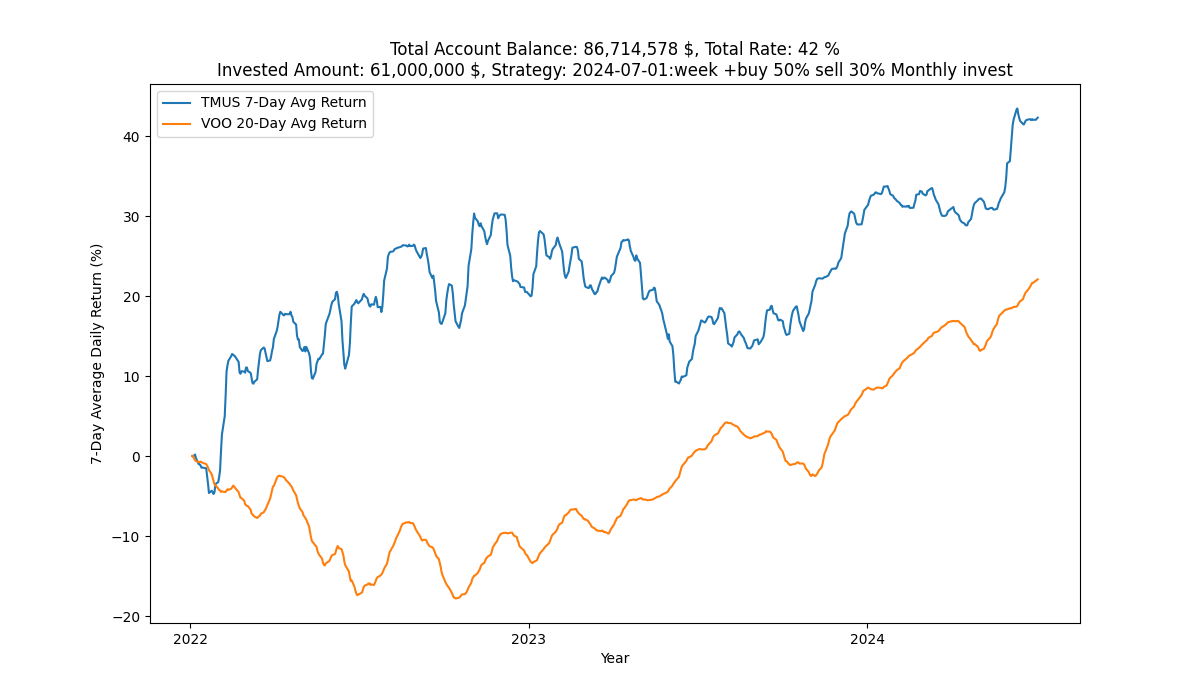 Total Account Balance: 86,714,578 $, Total Rate: 42 %
Invested Amount: 61,000,000 $, Strategy: 2024-07-01:week +buy 50% sell 30% Monthly invest
TMUS 7-Day Avg Return
VOO 20-Day Avg Return
7-Day Average Daily Return (%)
40
30
20
10
0
−10
−20
2022
2023
2024
Year